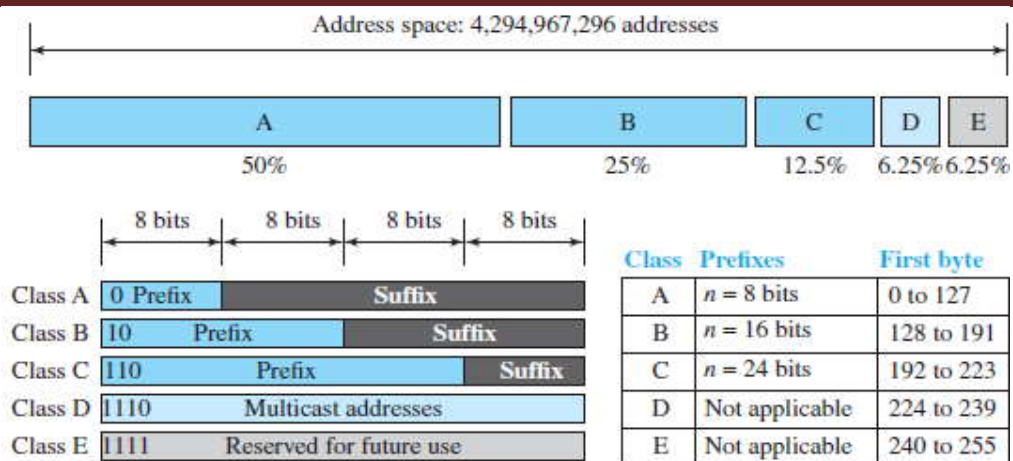 Address space: 4,294,967,296 addresses
A B C D E
50% 25% 12.5% 6.25% 6.25%
8 bits 8 bits 8 bits 8 bits
Class A 0 Prefix Suffix
Class B 10 Prefix Suffix
Class C 110 Prefix Suffix
Class D 1110 Multicast addresses
Class E 1111 Reserved for future use
Class Prefixes First byte
A n = 8 bits 0 to 127
B n = 16 bits 128 to 191
C n = 24 bits 192 to 223
D Not applicable 224 to 239
E Not applicable 240 to 255